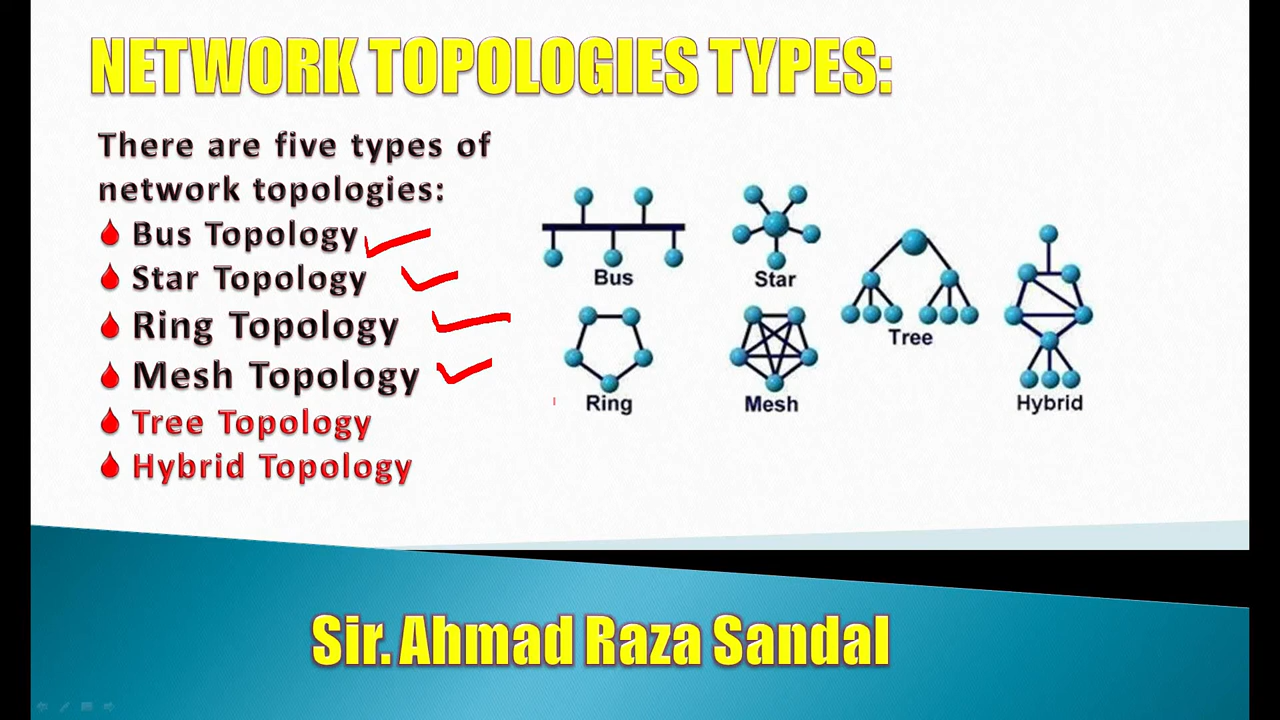 NETWORK TOPOLOGIES TYPES:
There are five types of
network topologies:
Bus Topology
Star Topology
Ring Topology
Mesh Topology
Tree Topology
Hybrid Topology
Bus
Star
Tree
Ring
Mesh
Hybrid
Sir. Ahmad Raza Sandal